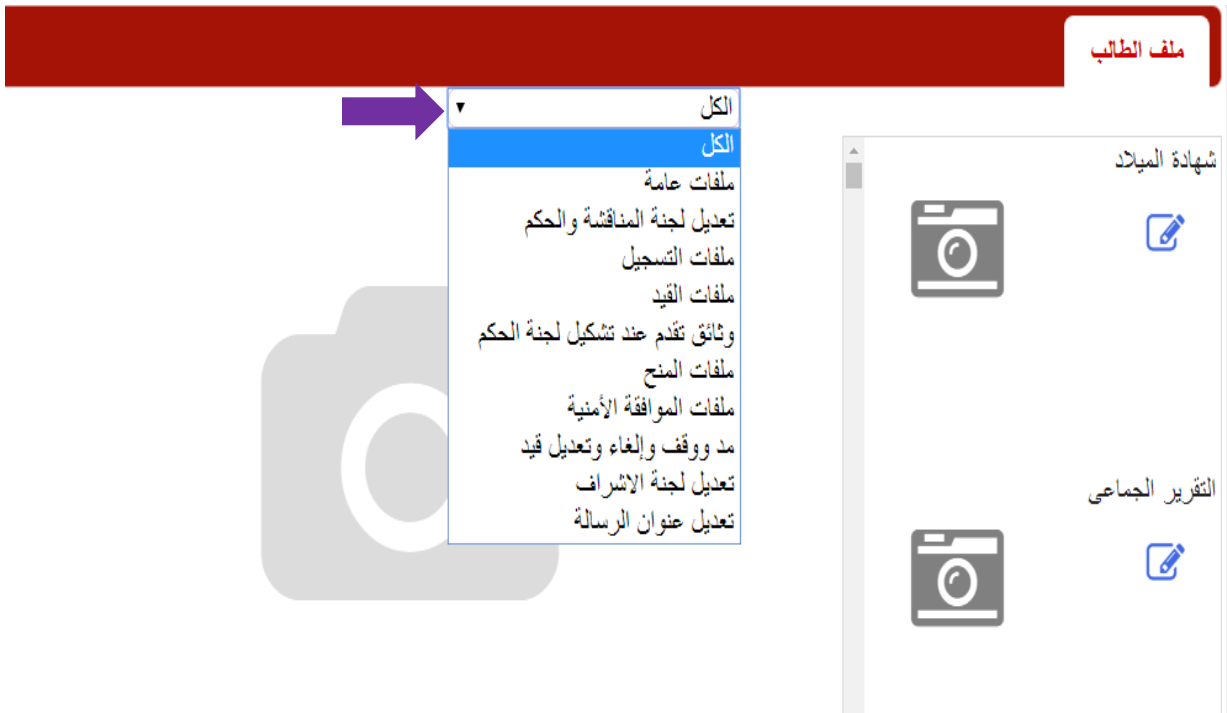 ملف الطالب
الكل
الكل
ملفات عامة
تعديل لجنة المناقشة والحكم
ملفات التسجيل
ملفات القيد
وثائق تقدم عند تشكيل لجنة الحكم
ملفات المنح
ملفات الموافقة الأمنية
مد ووقف وإلغاء وتعديل قيد
تعديل لجنة الاشراف
تعديل عنوان الرسالة
شهادة الميلاد
التقرير الجماعى